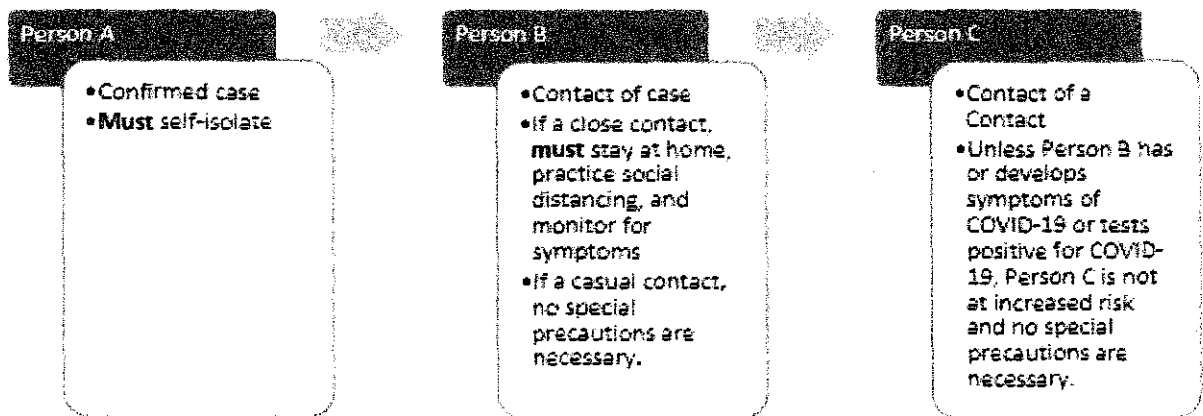 Person A
•Confirmed case
•Must self-isolate
Person B
•Contact of case
•If a close contact,
must stay at home,
practice social
distancing, and
monitor for
symptoms
•If a casual contact,
no special
precautions are
necessary.
Person C
•Contact of a
Contact
•Unless Person B has
or develops
symptoms of
COVID-19 or tests
positive for COVID-
19, Person C is not
at increased risk
and no special
precautions are
necessary.